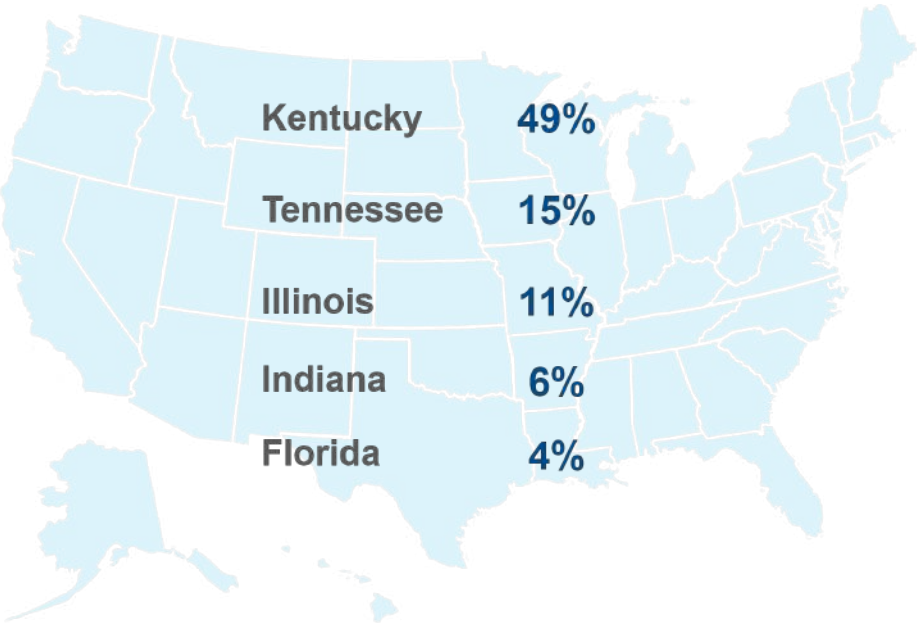 Kentucky 49%
Tennessee 15%
Illinois 11%
Indiana 6%
Florida 4%